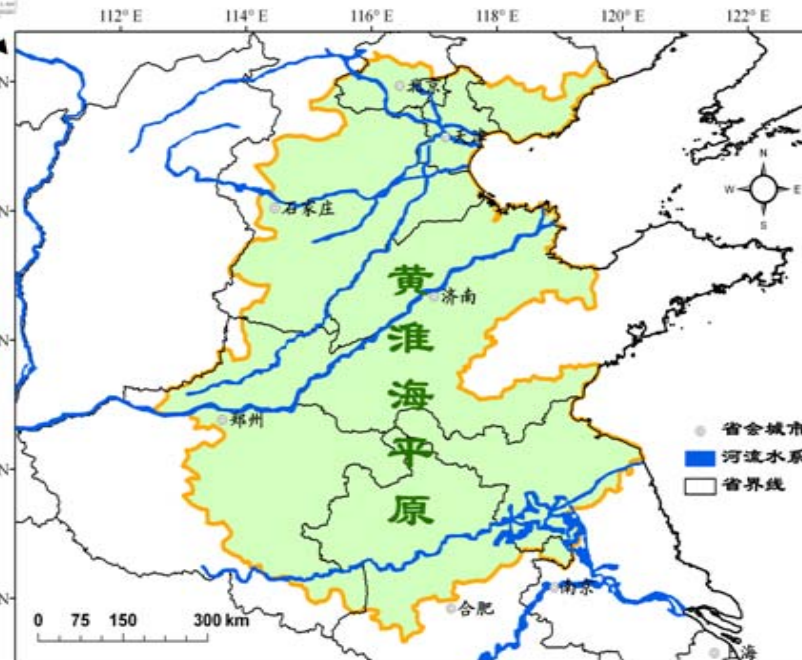 112° E 114° E 116° E 118° E 120° E 122° E
N
北京
天津
N
W E
S
石家庄
N
黄
济南
淮
N
海
郑州
省会城市
平
河流水系
N
省界线
原
南京
N
合肥
0 75 150 300 km
上海